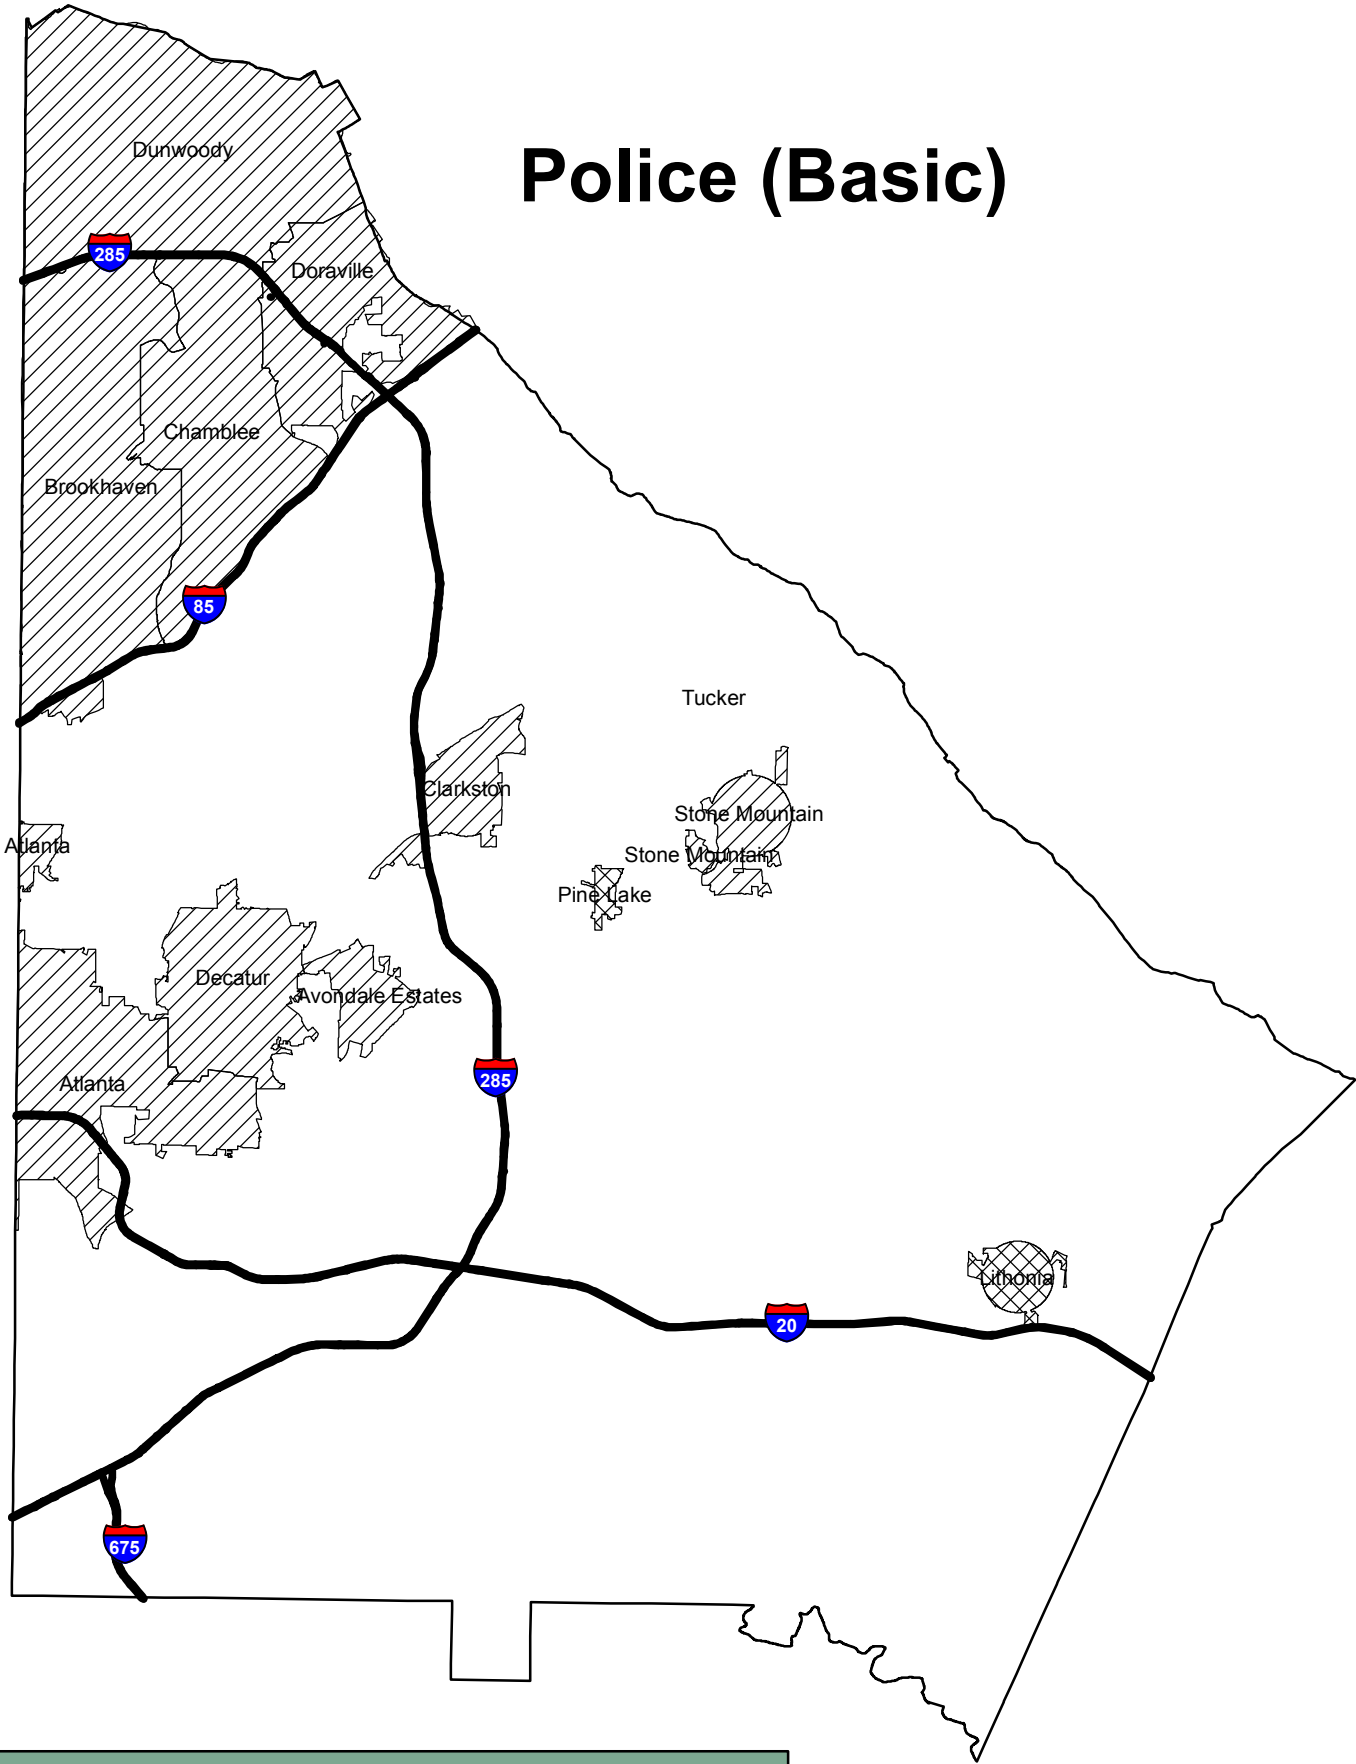 Police (Basic)
Dunwoody
285
Doraville
Chamblee
Brookhaven
85
Tucker
Clarkston
Stone Mountain
Atlanta
Stone Mountain
Pine Lake
Decatur
Avondale Estates
285
Atlanta
Lithonia
20
675